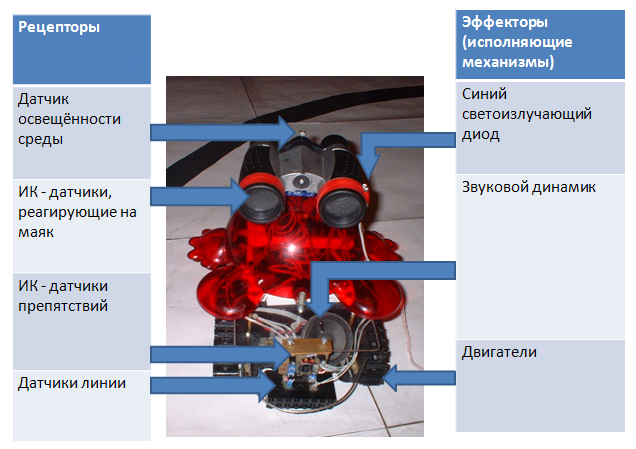 Рецепторы
Датчик
освещённости
среды
ИК - датчики,
реагирующие на
маяк
ИК - датчики
препятствий
Датчики линии
Эффекторы
(исполняющие
механизмы)
Синий
светоизлучающий
диод
Звуковой динамик
Двигатели